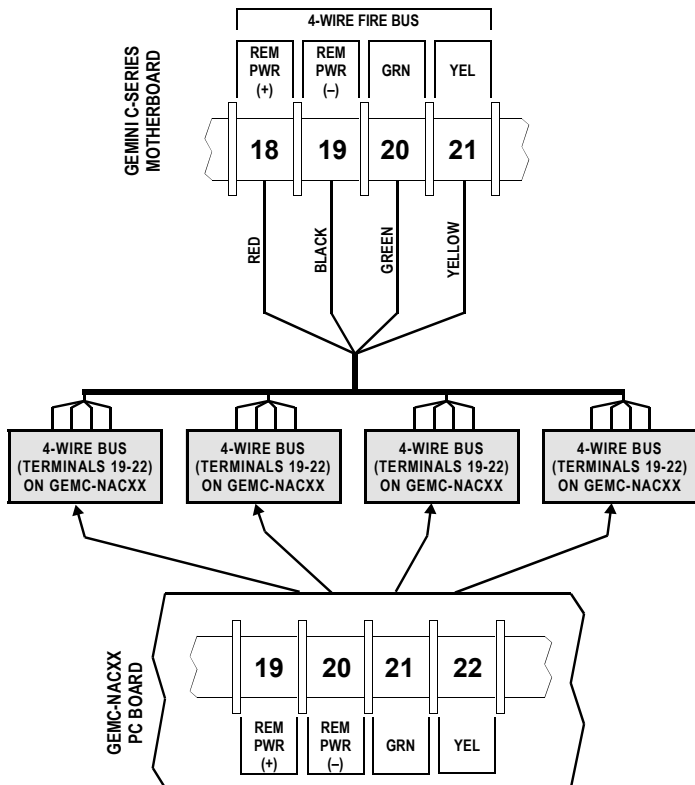 4-WIRE FIRE BUS
REM
PWR
(+)
REM
PWR
(–)
GRN
YEL
GEMINI C-SERIES
MOTHERBOARD
18
19
20
21
RED
BLACK
GREEN
YELLOW
4-WIRE BUS
(TERMINALS 19-22)
ON GEMC-NACXX
4-WIRE BUS
(TERMINALS 19-22)
ON GEMC-NACXX
4-WIRE BUS
(TERMINALS 19-22)
ON GEMC-NACXX
4-WIRE BUS
(TERMINALS 19-22)
ON GEMC-NACXX
GEMC-NACXX
PC BOARD
19
20
21
22
REM
PWR
(+)
REM
PWR
(–)
GRN
YEL